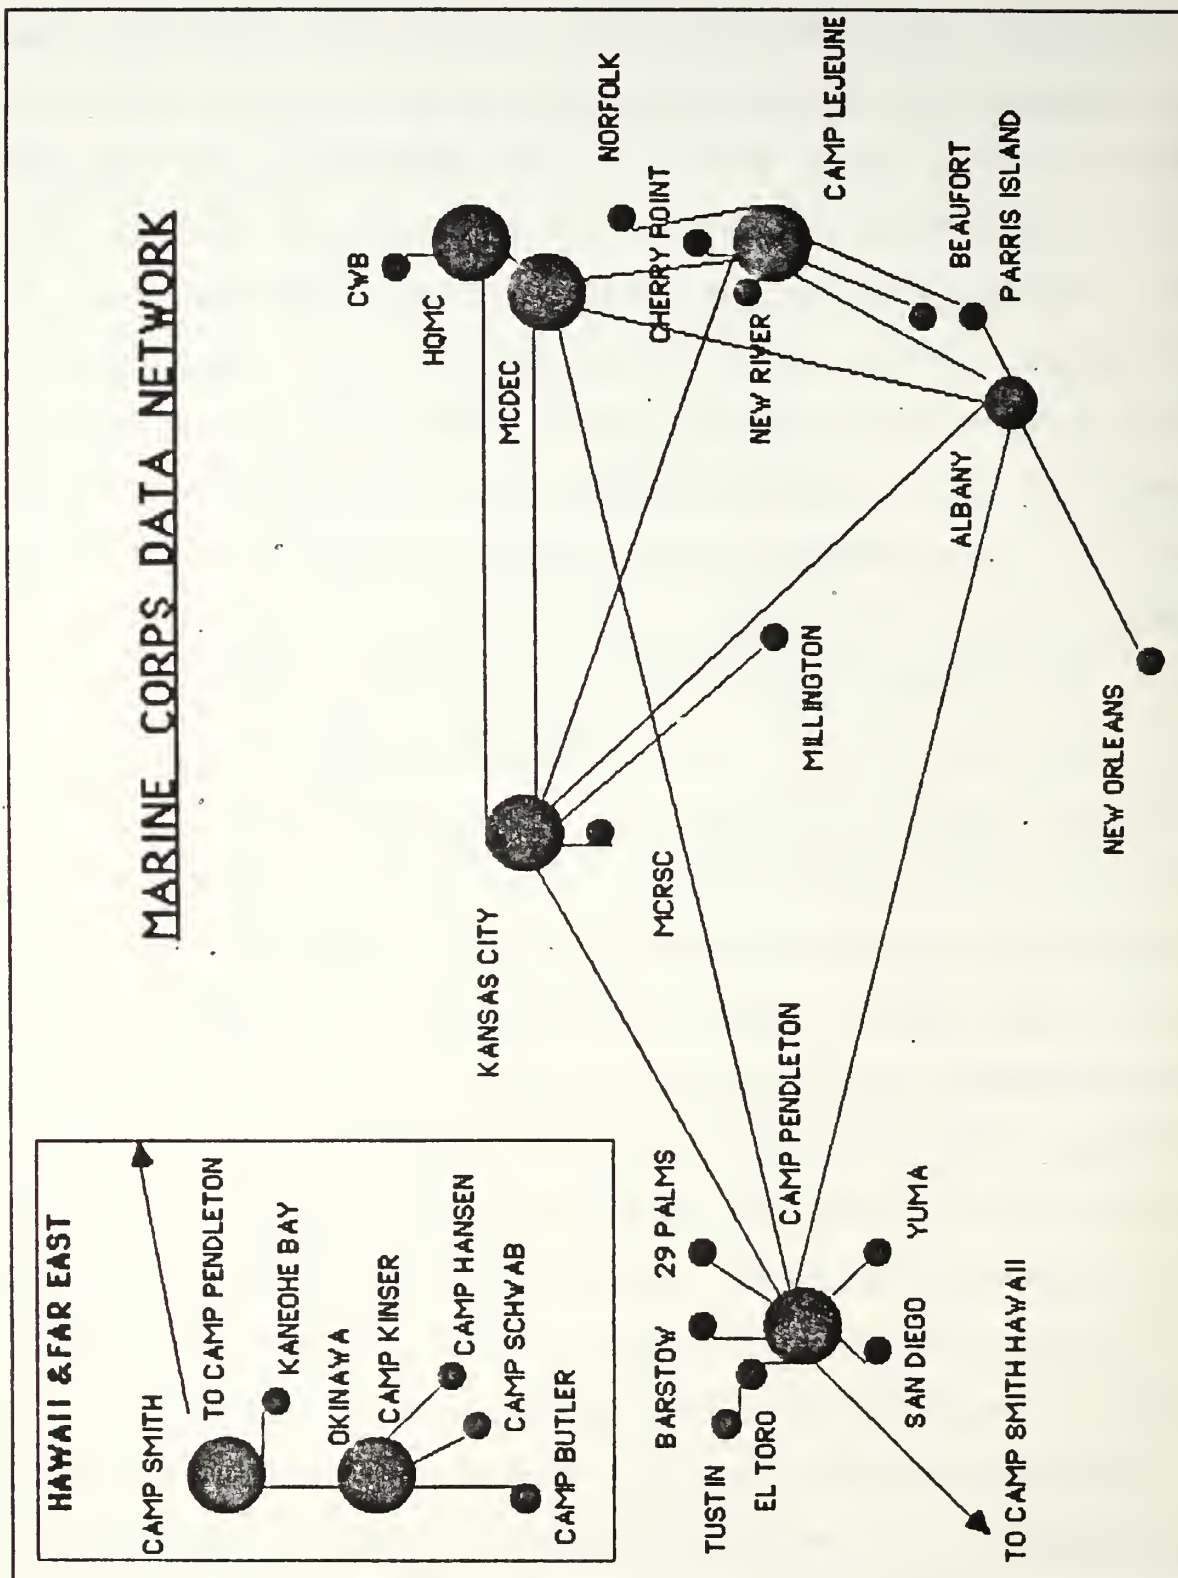 MARINE CORPS DATA NETWORK
HAWAII & FAR EAST
CAMP SMITH
TO CAMP PENDLETON
KANEOHE BAY
OKINAWA
CAMP KINSER
CAMP HANSEN
CAMP SCHWAB
CAMP BUTLER
CWB
HQMC
MCDEC
NORFOLK
CHERRY POINT
CAMP LEJEUNE
NEW RIVER
BEAUFORT
PARRIS ISLAND
ALBANY
KANSAS CITY
MCRSC
MILLINGTON
NEW ORLEANS
CAMP PENDLETON
29 PALMS
BARSTOW
TUSTIN
EL TORO
YUMA
SAN DIEGO
TO CAMP SMITH HAWAII